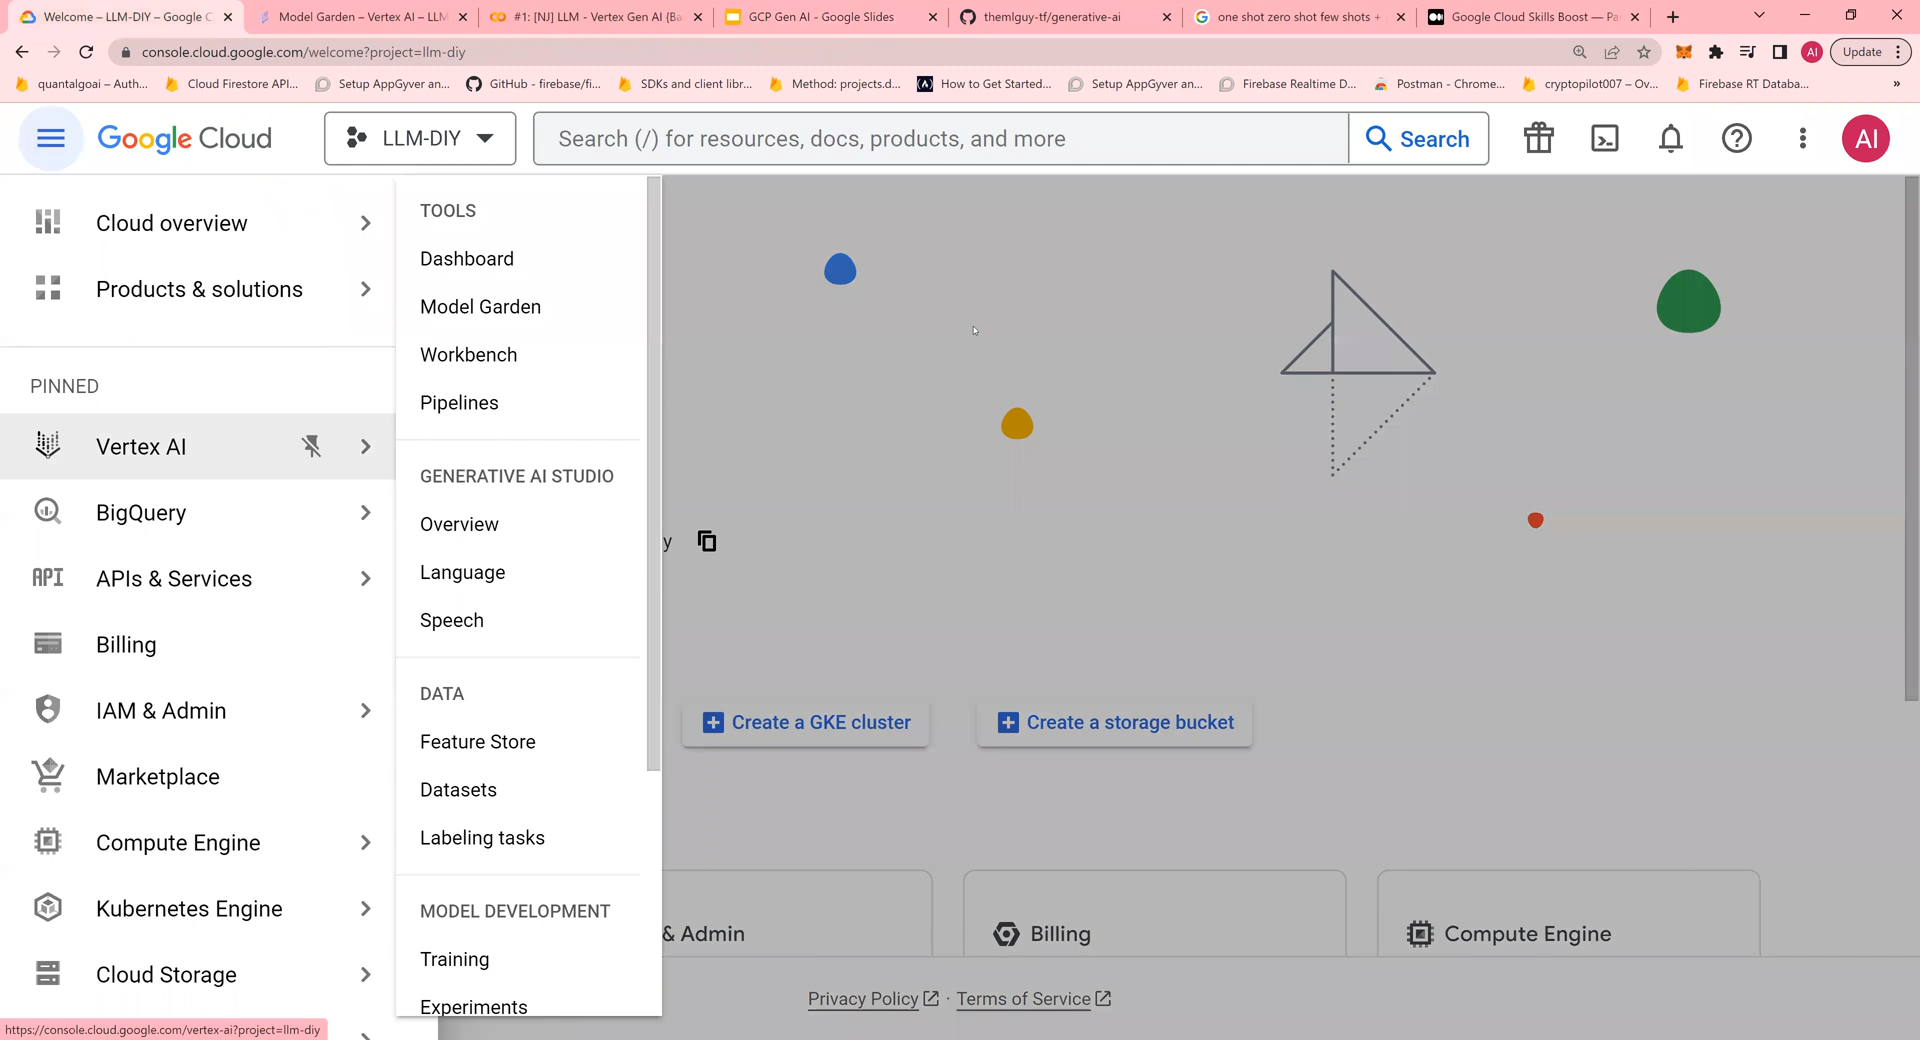 Welcome – LLM-DIY – Google C
Model Garden – Vertex AI – LLM
#1: [NJ] LLM - Vertex Gen AI {Ba
GCP Gen AI - Google Slides
themlguy-tf/generative-ai
one shot zero shot few shots +
Google Cloud Skills Boost — Pa
console.cloud.google.com/welcome?project=llm-diy
AI
Update
quantalgoai – Auth...
Cloud Firestore API...
Setup AppGyver an...
GitHub - firebase/fi...
SDKs and client libr...
Method: projects.d...
How to Get Started...
Setup AppGyver an...
Firebase Realtime D...
Postman - Chrome...
cryptopilot007 – Ov...
Firebase RT Databa...
»
Google Cloud
LLM-DIY
Search (/) for resources, docs, products, and more
Search
AI
Cloud overview
Products & solutions
PINNED
Vertex AI
BigQuery
API APIs & Services
Billing
IAM & Admin
Marketplace
Compute Engine
Kubernetes Engine
Cloud Storage
TOOLS
Dashboard
Model Garden
Workbench
Pipelines
GENERATIVE AI STUDIO
Overview
Language
Speech
DATA
Feature Store
Datasets
Labeling tasks
MODEL DEVELOPMENT
Training
Experiments
y
Create a GKE cluster
Create a storage bucket
& Admin
Billing
Compute Engine
Privacy Policy · Terms of Service
https://console.cloud.google.com/vertex-ai?project=llm-diy